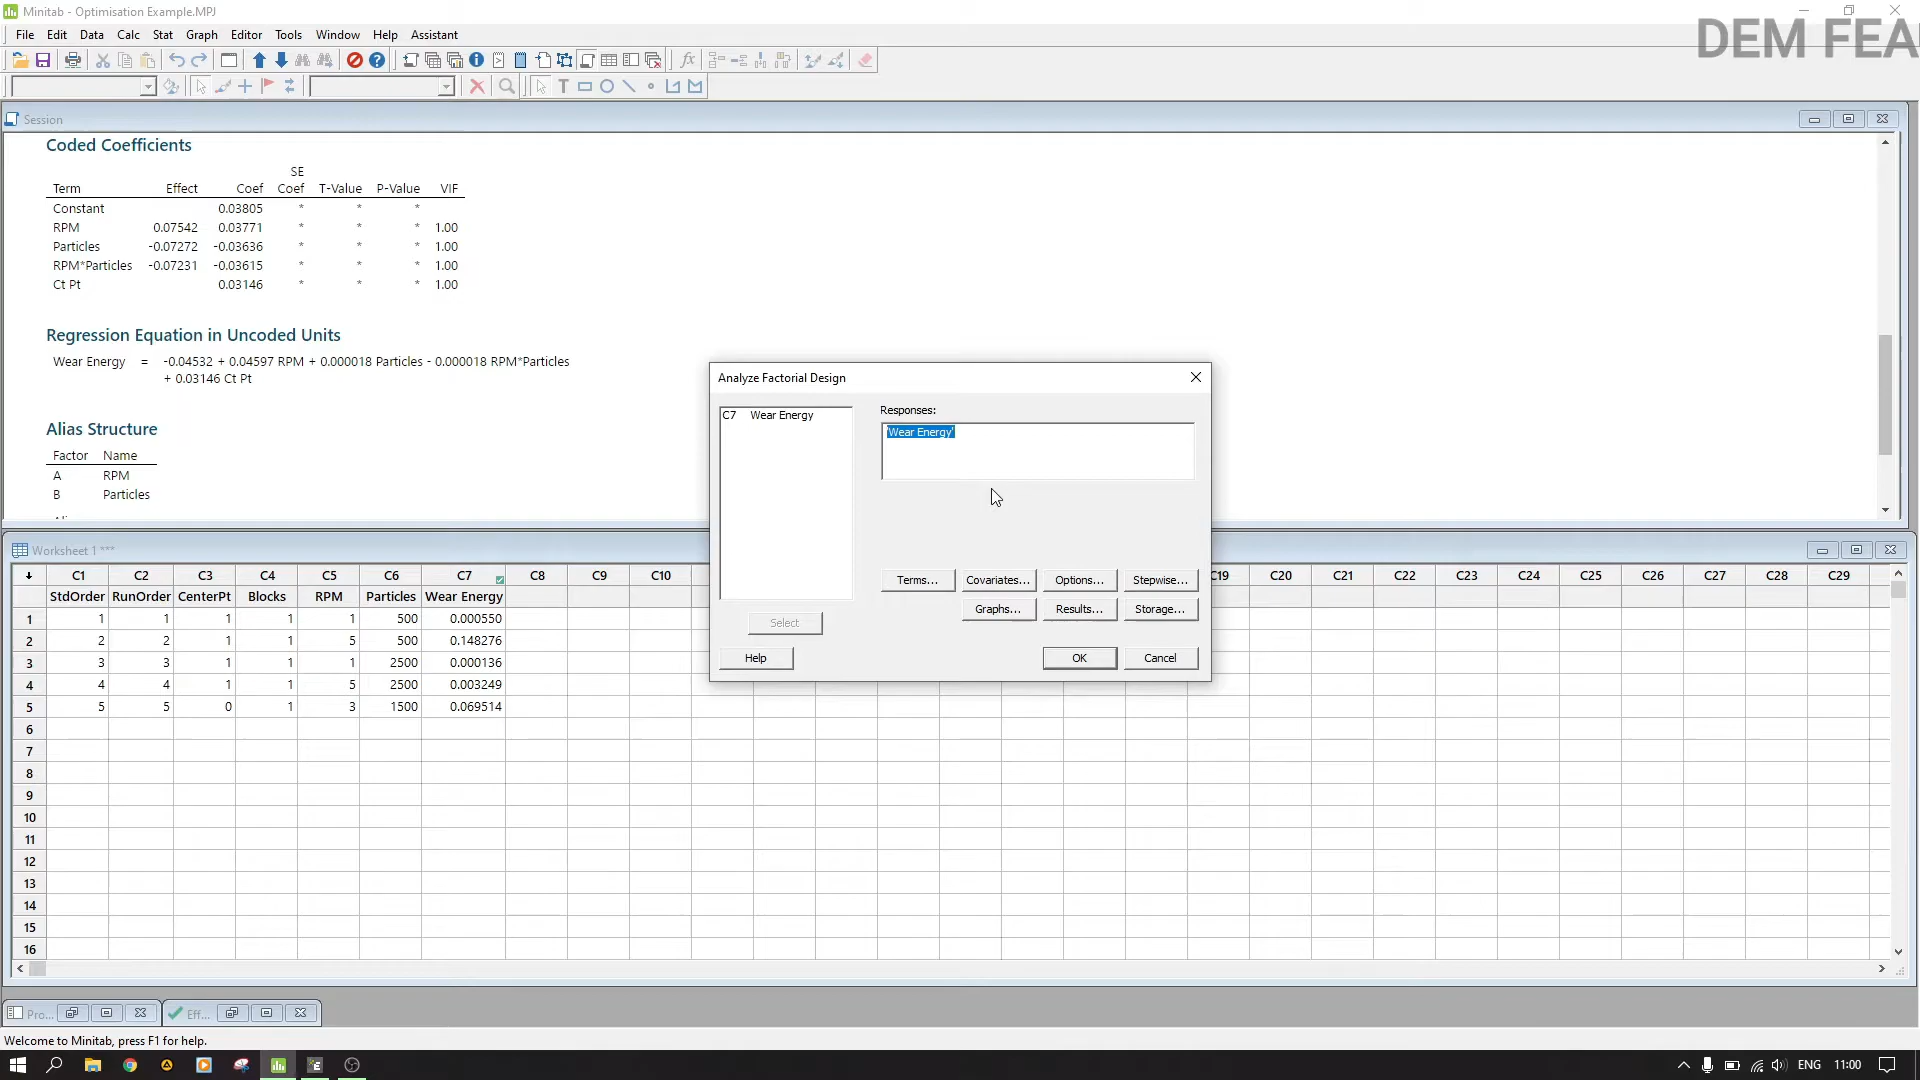 Minitab - Optimisation Example.MPJ
DEM FEA
File Edit Data Calc Stat Graph Editor Tools Window Help Assistant
Session
Coded Coefficients
SE
Term Effect Coef Coef T-Value P-Value VIF
Constant 0.03805 * * *
RPM 0.07542 0.03771 * * * 1.00
Particles -0.07272 -0.03636 * * * 1.00
RPM*Particles -0.07231 -0.03615 * * * 1.00
Ct Pt 0.03146 * * * 1.00
Regression Equation in Uncoded Units
Wear Energy = -0.04532 + 0.04597 RPM + 0.000018 Particles - 0.000018 RPM*Particles
+ 0.03146 Ct Pt
Alias Structure
Factor Name
A RPM
B Particles
Analyze Factorial Design
C7 Wear Energy
Responses:
'Wear Energy'
Terms... Covariates... Options... Stepwise...
Graphs... Results... Storage...
Select
Help OK Cancel
Worksheet 1 ***
C1 C2 C3 C4 C5 C6 C7 C8 C9 C10 C19 C20 C21 C22 C23 C24 C25 C26 C27 C28 C29
StdOrder RunOrder CenterPt Blocks RPM Particles Wear Energy
1 1 1 1 1 1 500 0.000550
2 2 2 1 1 5 500 0.148276
3 3 3 1 1 1 2500 0.000136
4 4 4 1 1 5 2500 0.003249
5 5 5 0 1 3 1500 0.069514
6
7
8
9
10
11
12
13
14
15
16
Pro... Eff...
Welcome to Minitab, press F1 for help.
ENG 11:00